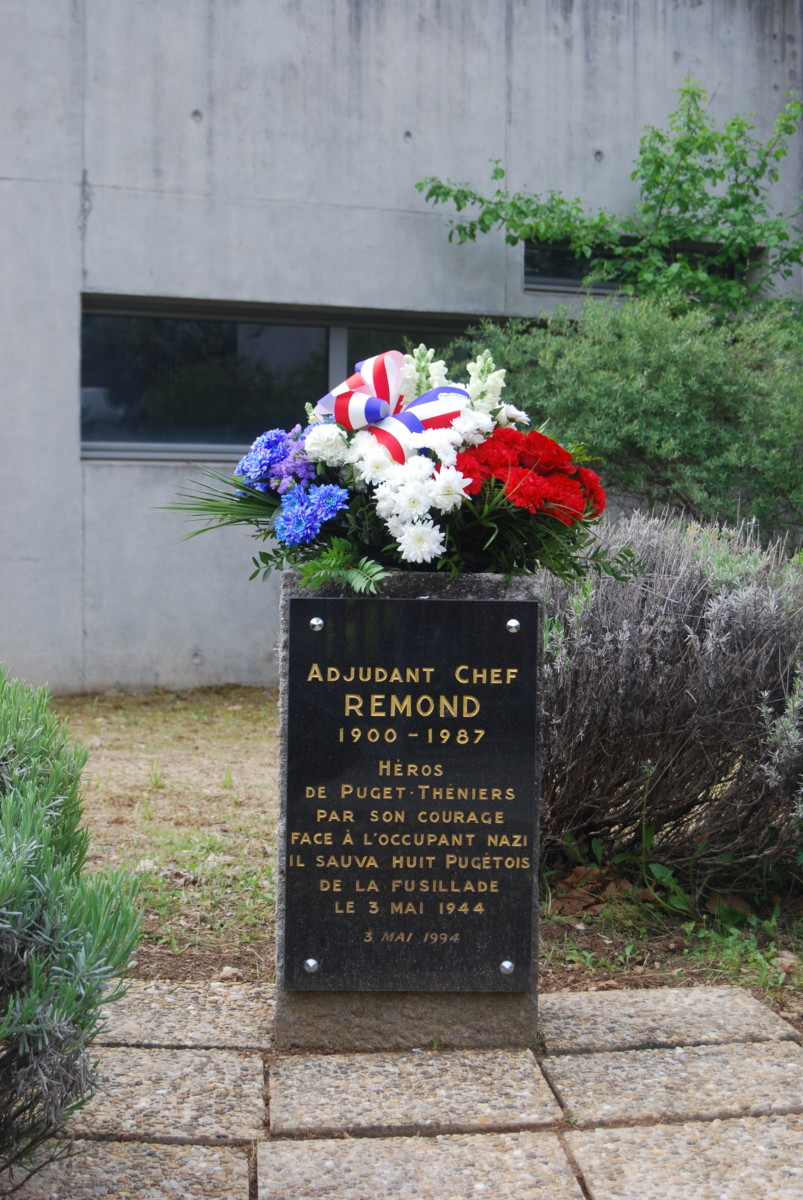 ADJUDANT CHEF
REMOND
1900 - 1987
HÉROS
DE PUGET-THÉNIERS
PAR SON COURAGE
FACE À L'OCCUPANT NAZI
IL SAUVA HUIT PUGÉTOIS
DE LA FUSILLADE
LE 3 MAI 1944
3 MAI 1994